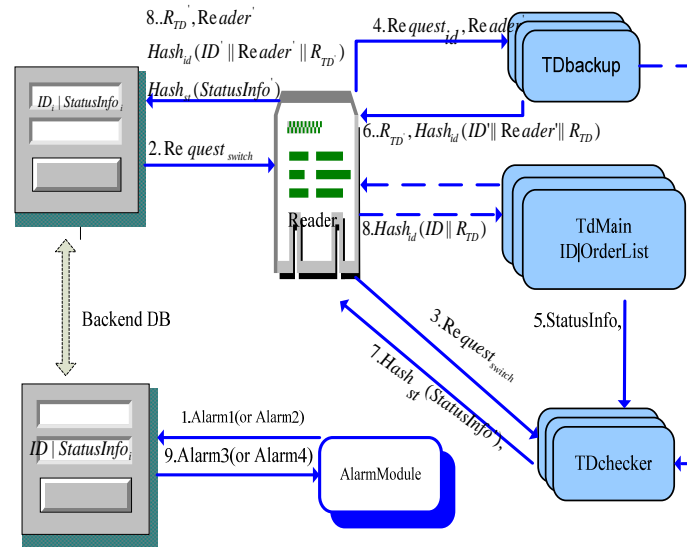 8..R_TD', Reader'
Hash_id(ID' || Reader' || R_TD')
Hash_st(StatusInfo')
4.Request_id, Reader'
TDbackup
ID_i | StatusInfo_i
2.Request_switch
6..R_TD', Hash_id(ID' || Reader' || R_TD)
Reader
8.Hash_id(ID || R_TD)
TdMain
ID|OrderList
Backend DB
3.Request_switch
5.StatusInfo,
7.Hash_st(StatusInfo'),
1.Alarm1(or Alarm2)
ID | StatusInfo_i
9.Alarm3(or Alarm4)
AlarmModule
TDchecker